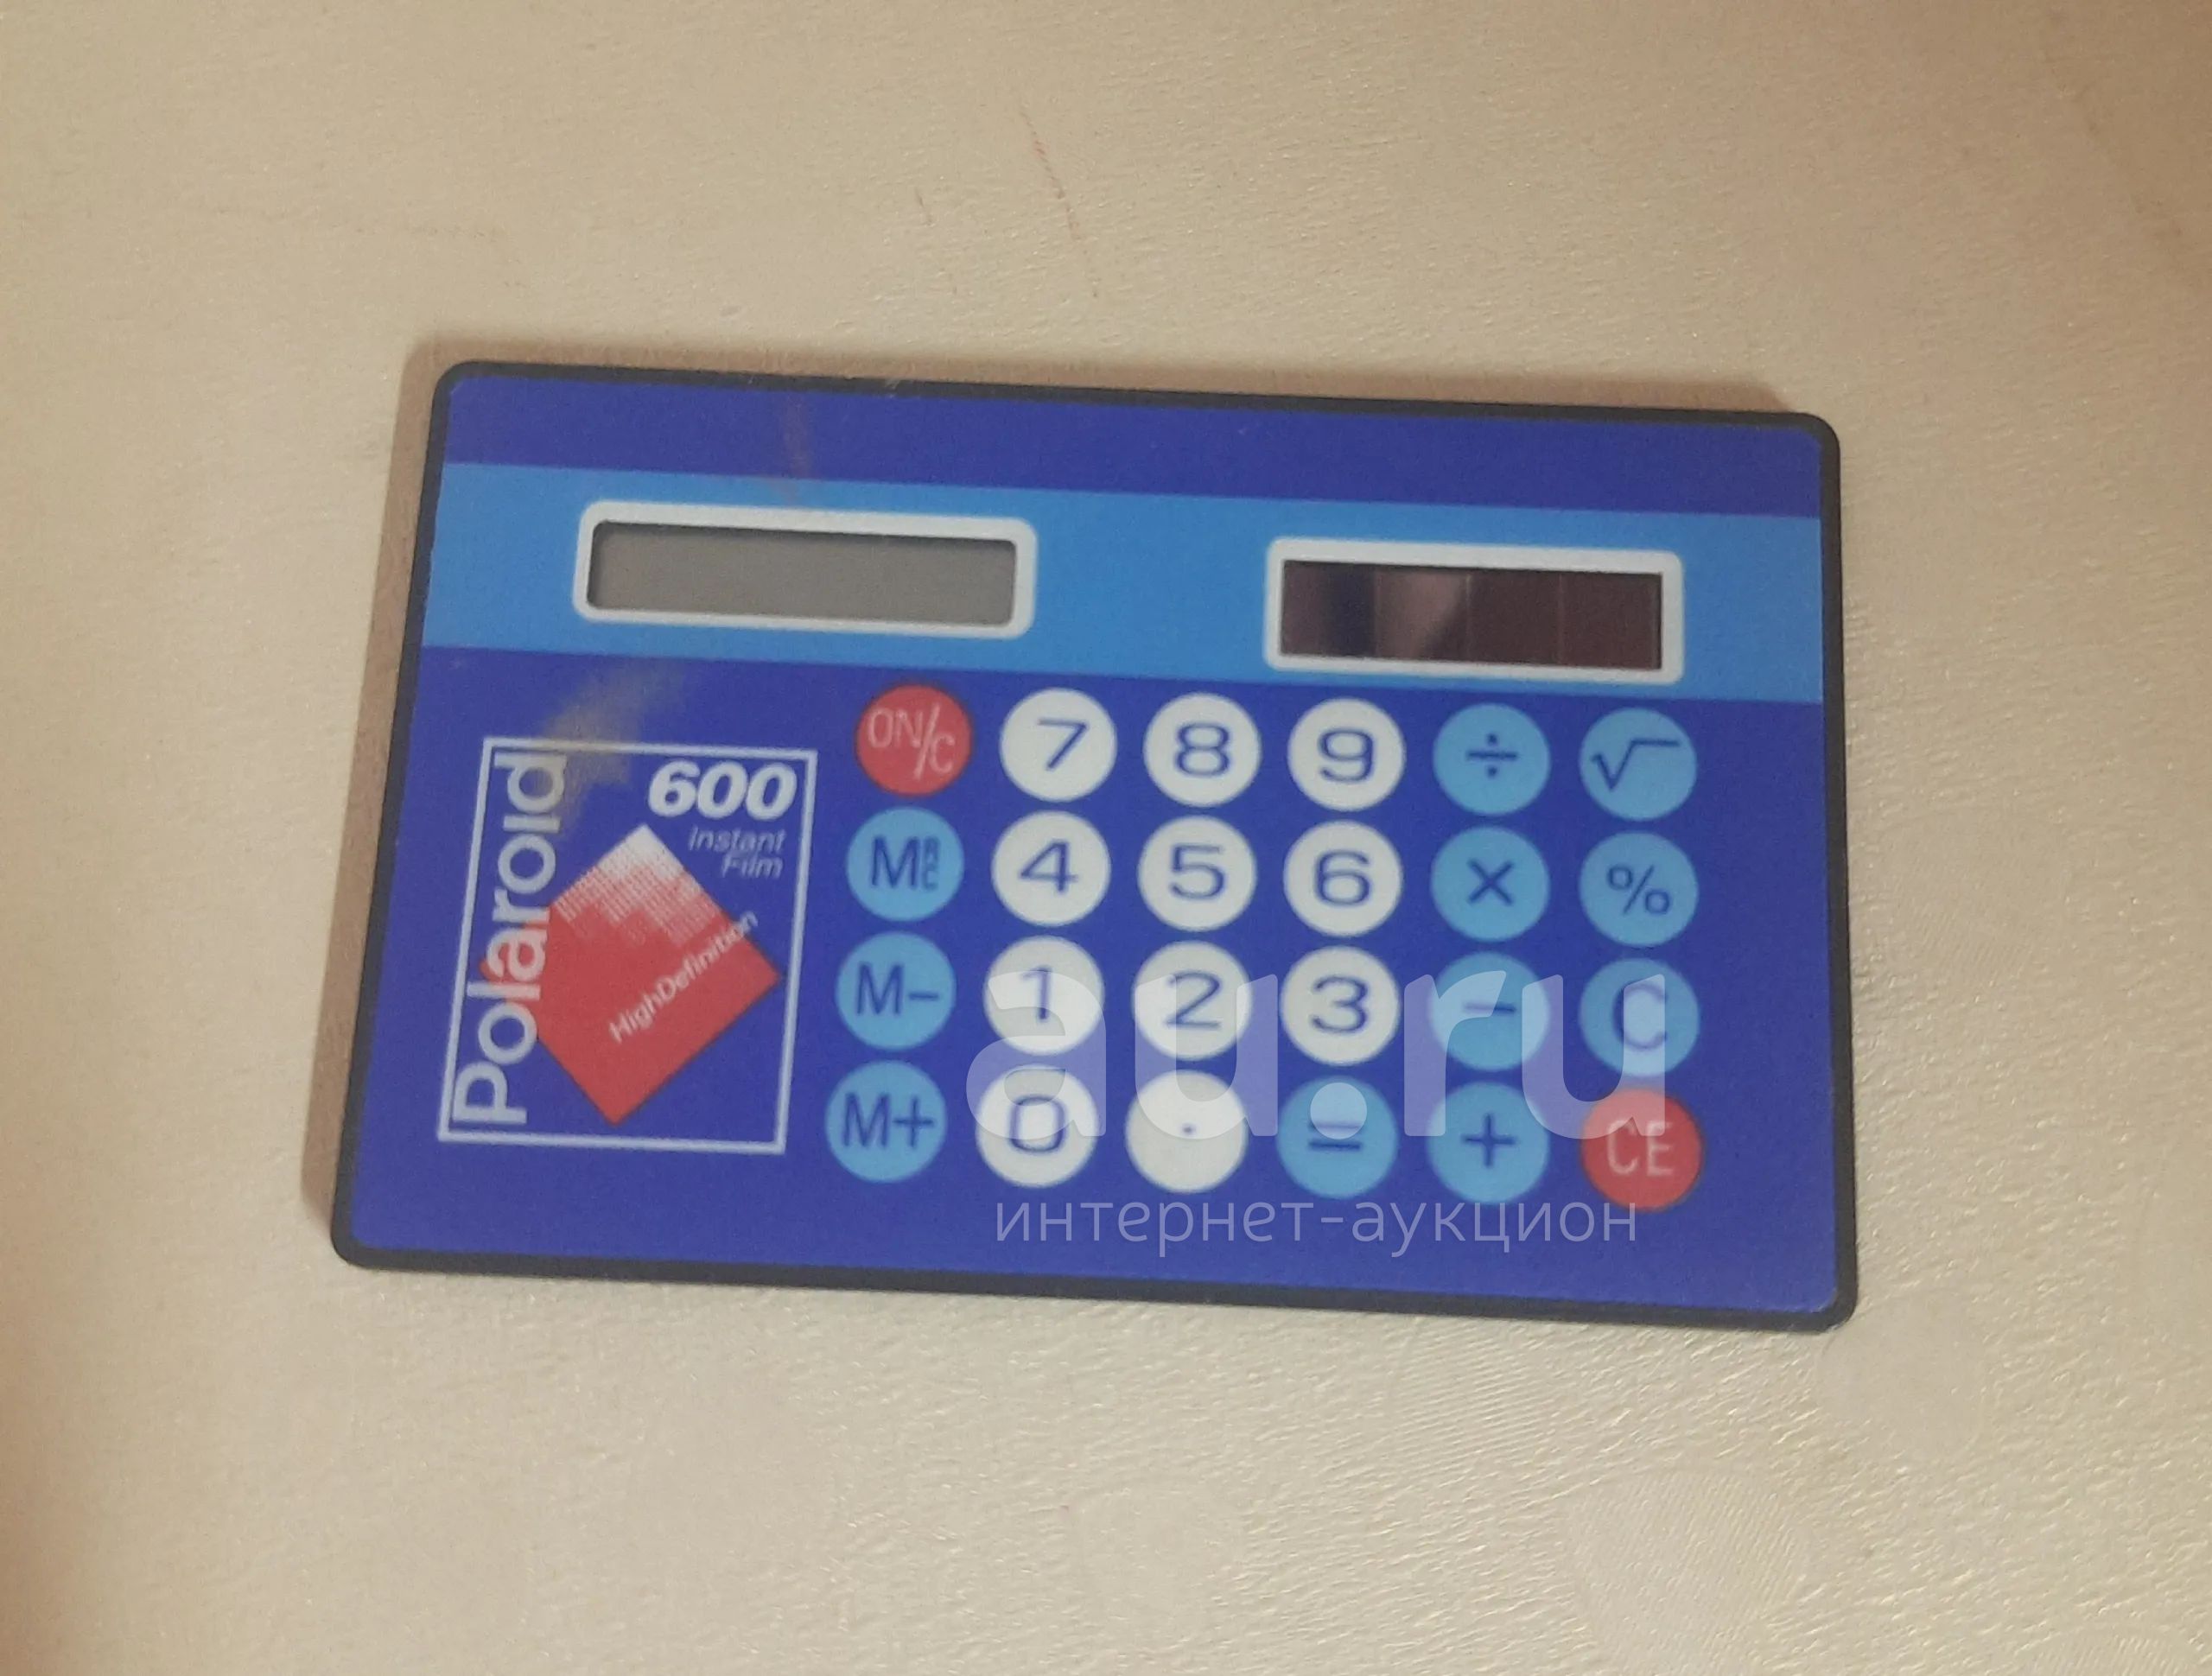 Polaroid
600
Instant
Film
HighDefinition
ON/C 7 8 9 ÷ √
MRC 4 5 6 × %
M− 1 2 3 − C
M+ 0 . = + CE
au.ru
интернет-аукцион